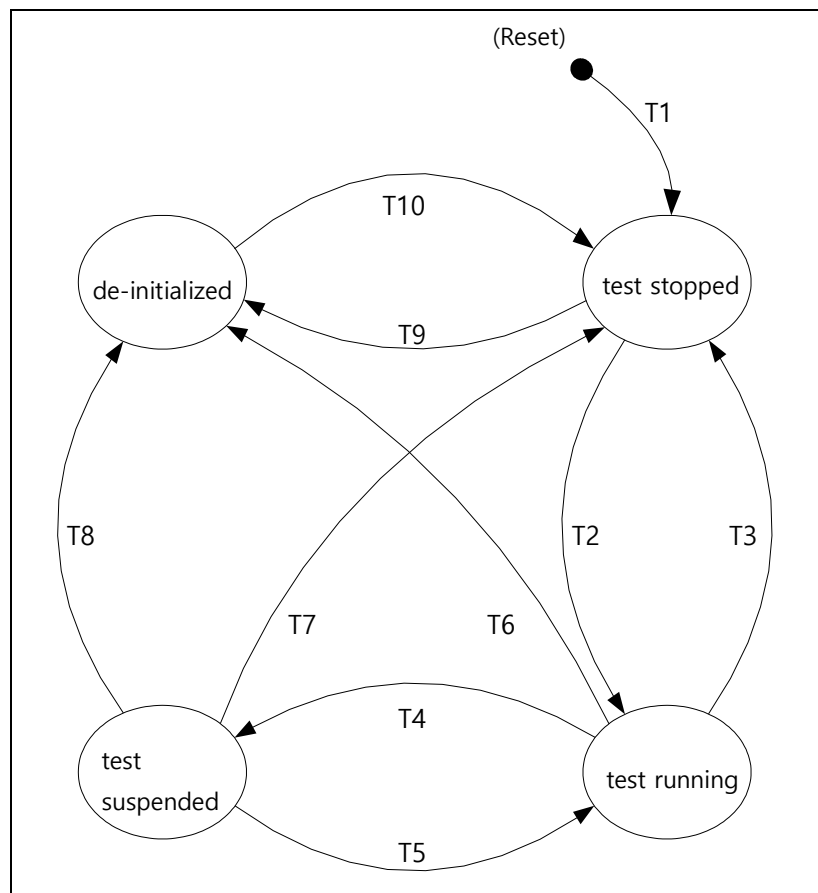 (Reset)
T1
T10
de-initialized
test stopped
T9
T8
T2
T3
T7
T6
T4
test
suspended
test running
T5